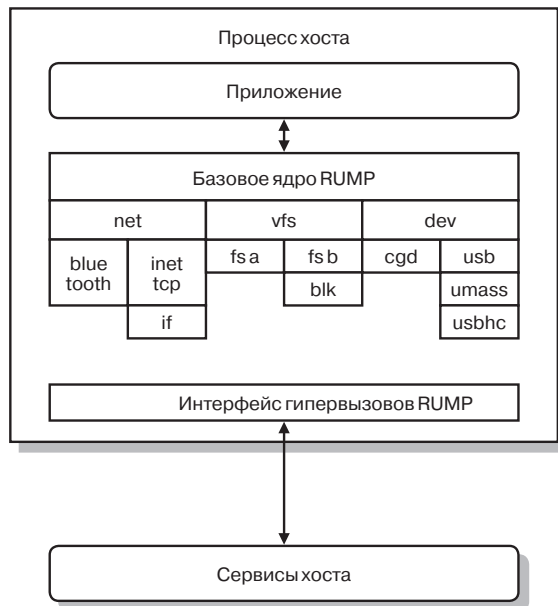 Процесс хоста
Приложение
Базовое ядро RUMP
net
vfs
dev
blue
tooth
inet
tcp
fs a
fs b
cgd
usb
blk
umass
if
usbhc
Интерфейс гипервызовов RUMP
Сервисы хоста